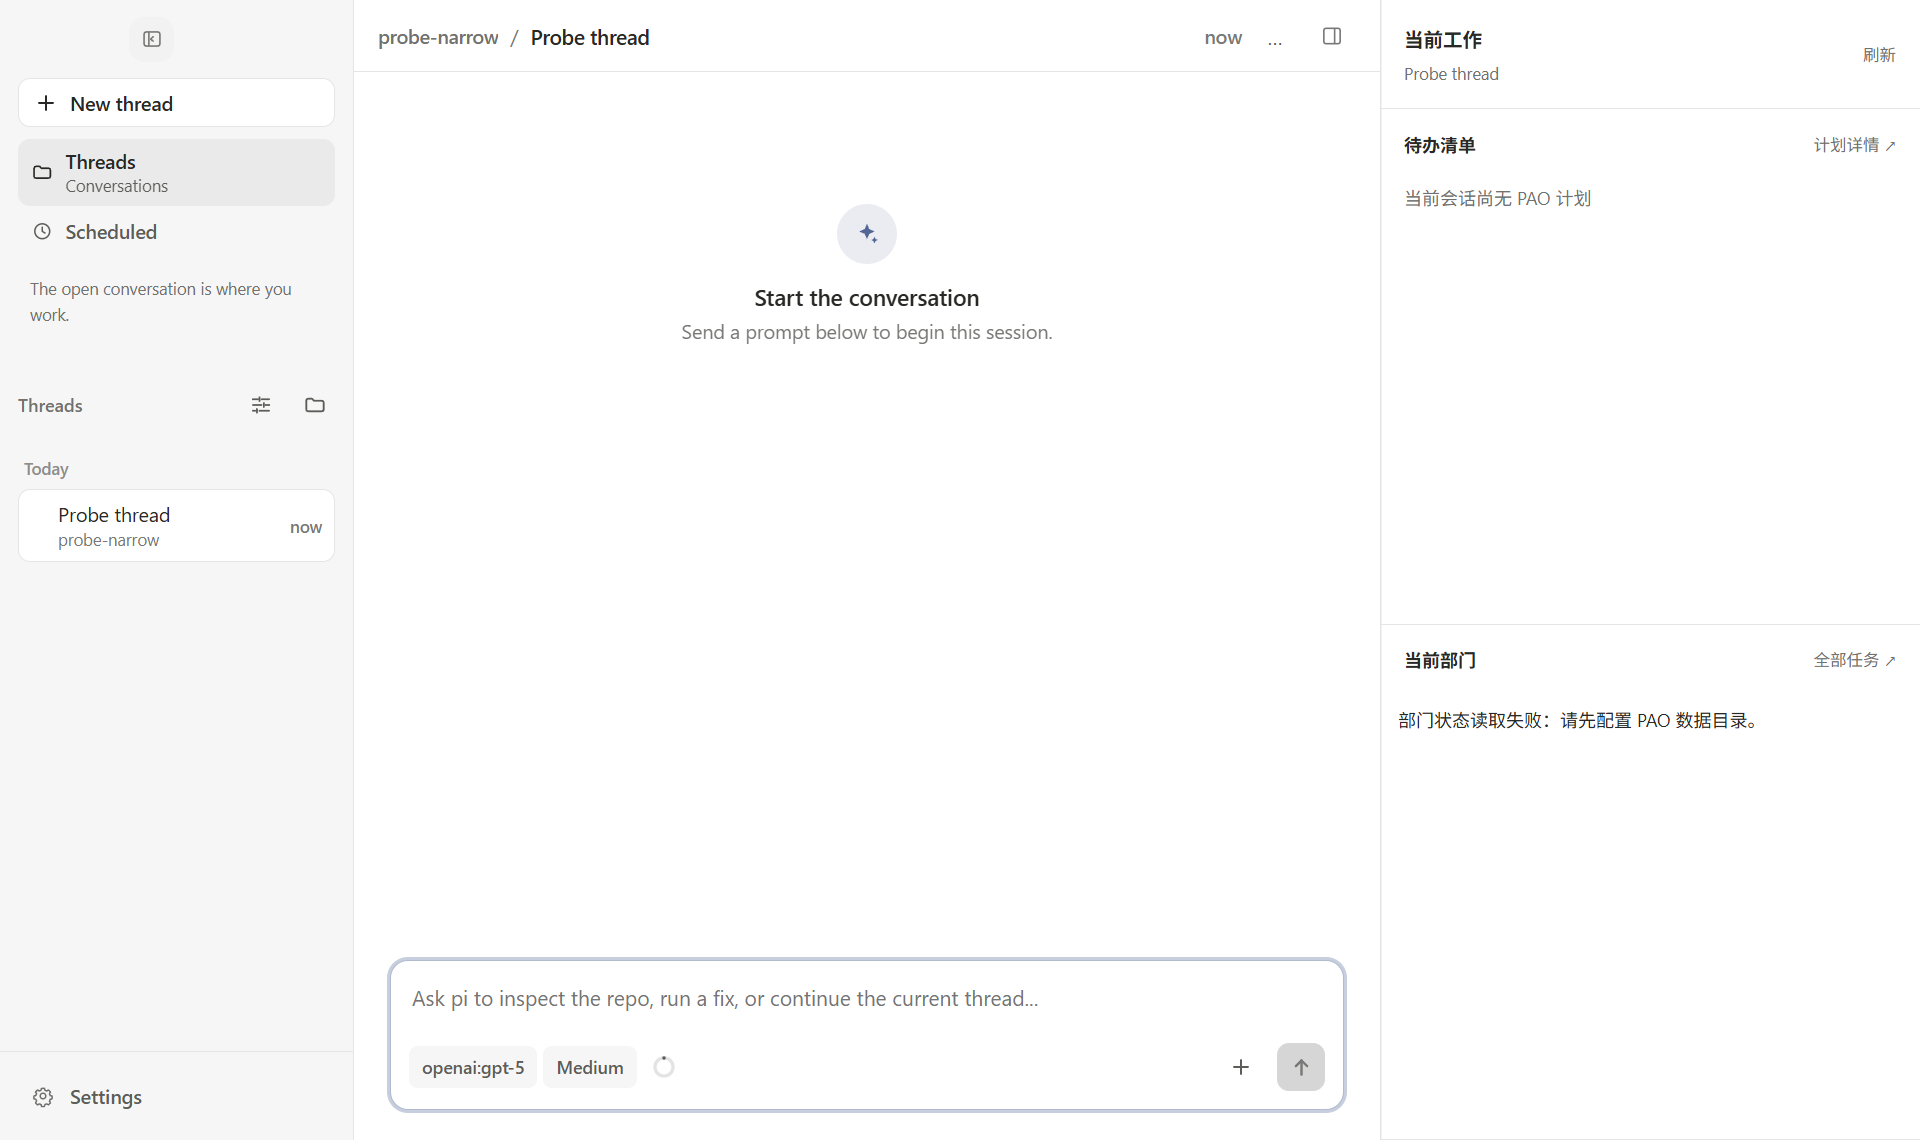 New thread
Threads
Conversations
Scheduled
The open conversation is where you
work.
Threads
Today
Probe thread
now
probe-narrow
Settings
probe-narrow / Probe thread
now
...
Start the conversation
Send a prompt below to begin this session.
Ask pi to inspect the repo, run a fix, or continue the current thread...
openai:gpt-5
Medium
当前工作
Probe thread
刷新
待办清单
计划详情 ↗
当前会话尚无 PAO 计划
当前部门
全部任务 ↗
部门状态读取失败：请先配置 PAO 数据目录。